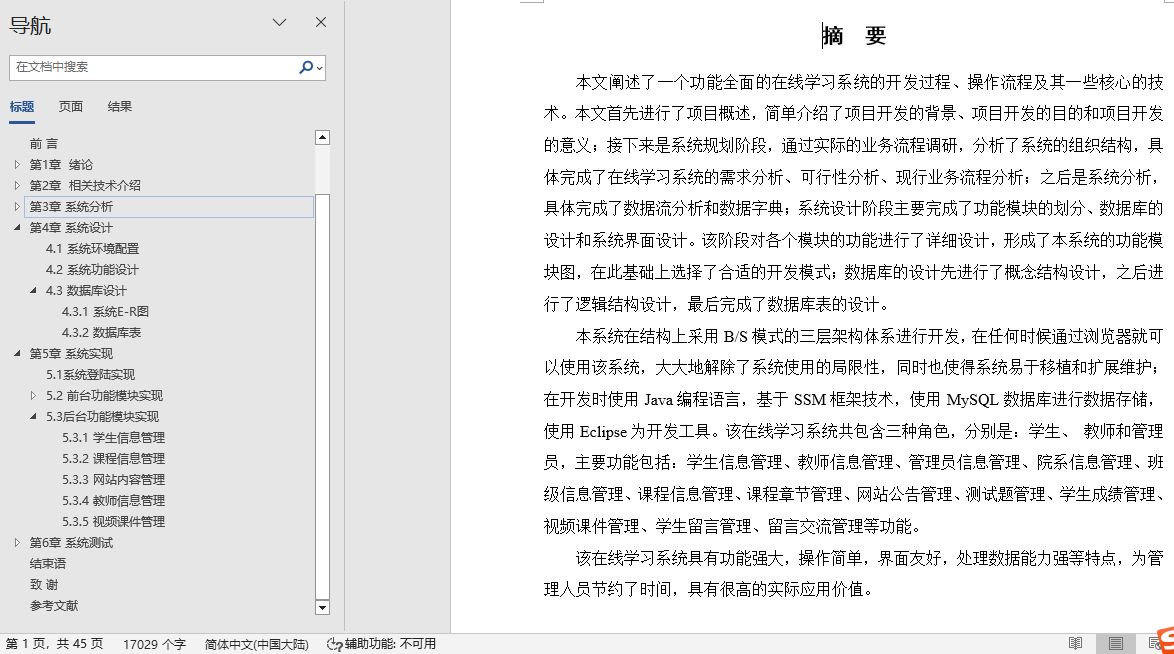 导航
在文档中搜索
标题 页面 结果
前 言
第1章 绪论
第2章 相关技术介绍
第3章 系统分析
第4章 系统设计
4.1 系统环境配置
4.2 系统功能设计
4.3 数据库设计
4.3.1 系统E-R图
4.3.2 数据库表
第5章 系统实现
5.1系统登陆实现
5.2 前台功能模块实现
5.3后台功能模块实现
5.3.1 学生信息管理
5.3.2 课程信息管理
5.3.3 网站内容管理
5.3.4 教师信息管理
5.3.5 视频课件管理
第6章 系统测试
结束语
致 谢
参考文献
摘 要
本文阐述了一个功能全面的在线学习系统的开发过程、操作流程及其一些核心的技
术。本文首先进行了项目概述，简单介绍了项目开发的背景、项目开发的目的和项目开发
的意义；接下来是系统规划阶段，通过实际的业务流程调研，分析了系统的组织结构，具
体完成了在线学习系统的需求分析、可行性分析、现行业务流程分析；之后是系统分析，
具体完成了数据流分析和数据字典；系统设计阶段主要完成了功能模块的划分、数据库的
设计和系统界面设计。该阶段对各个模块的功能进行了详细设计，形成了本系统的功能模
块图，在此基础上选择了合适的开发模式；数据库的设计先进行了概念结构设计，之后进
行了逻辑结构设计，最后完成了数据库表的设计。
本系统在结构上采用 B/S 模式的三层架构体系进行开发，在任何时候通过浏览器就可
以使用该系统，大大地解除了系统使用的局限性，同时也使得系统易于移植和扩展维护；
在开发时使用 Java 编程语言，基于 SSM 框架技术，使用 MySQL 数据库进行数据存储，
使用 Eclipse 为开发工具。该在线学习系统共包含三种角色，分别是：学生、 教师和管理
员，主要功能包括：学生信息管理、教师信息管理、管理员信息管理、院系信息管理、班
级信息管理、课程信息管理、课程章节管理、网站公告管理、测试题管理、学生成绩管理、
视频课件管理、学生留言管理、留言交流管理等功能。
该在线学习系统具有功能强大，操作简单，界面友好，处理数据能力强等特点，为管
理人员节约了时间，具有很高的实际应用价值。
第 1 页，共 45 页 17029 个字 简体中文(中国大陆) 辅助功能: 不可用